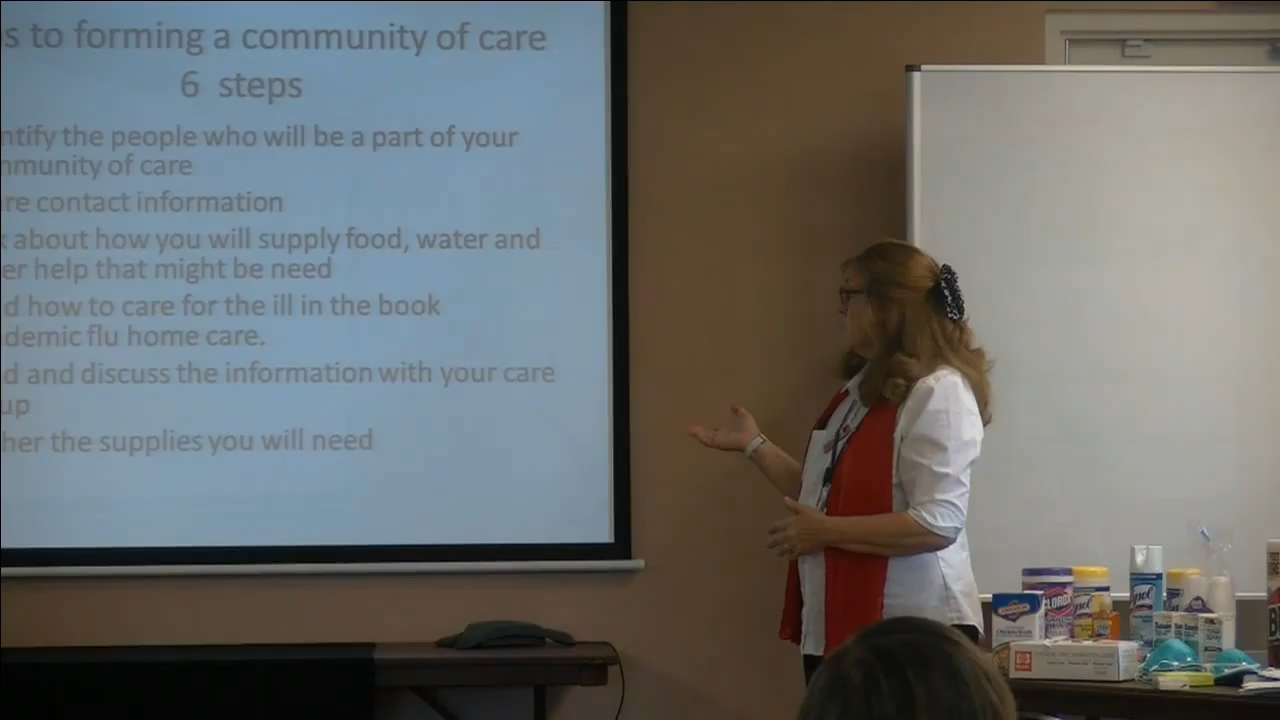 s to forming a community of care
6 steps
ntify the people who will be a part of your
mmunity of care
re contact information
k about how you will supply food, water and
er help that might be need
d how to care for the ill in the book
demic flu home care.
d and discuss the information with your care
up
her the supplies you will need
CLOROX